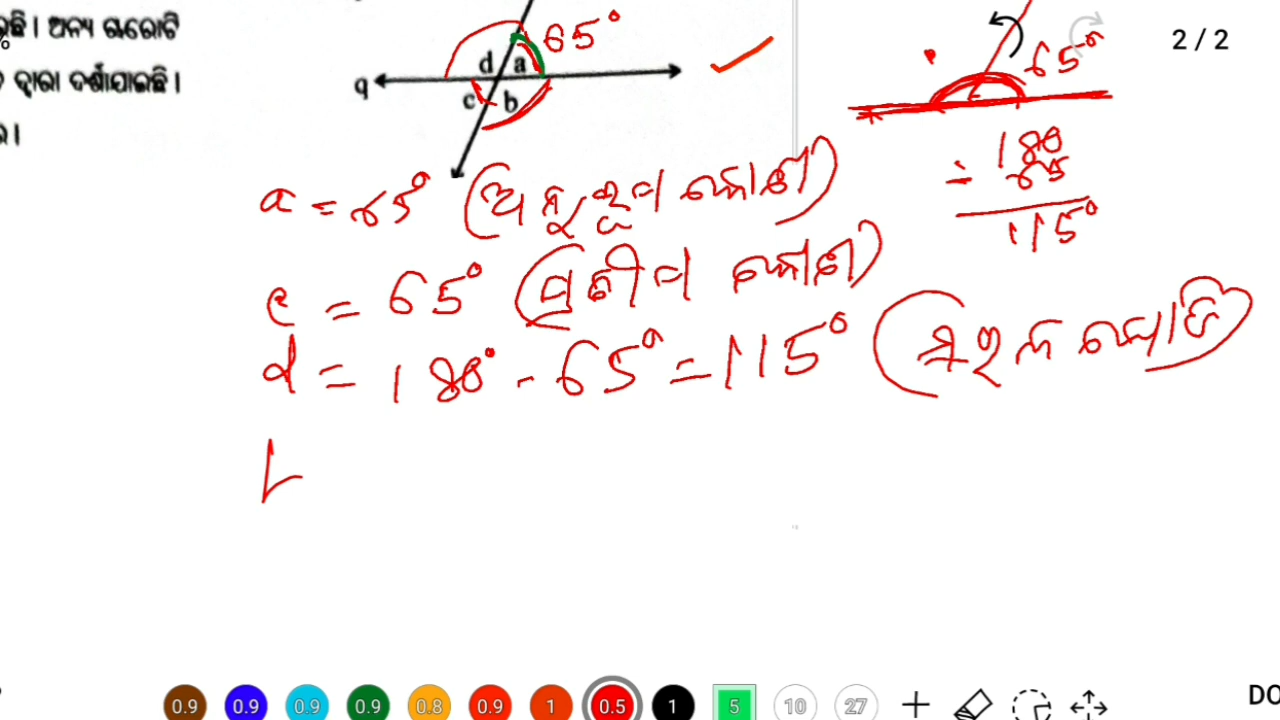 ଅନ୍ୟ ଚାରୋଟି
ଦ୍ୱାରା ଦର୍ଶାଯାଇଛି ।
65°
d a
q
c b
65°
2 / 2
180
- 65
115°
a = 65° (ଅନୁରୂପ କୋଣ)
c = 65° (ପ୍ରତୀପ କୋଣ)
d = 180° - 65° = 115°
0.9 0.9 0.9 0.9 0.8 0.9 1 0.5 1 5 10 27
DO